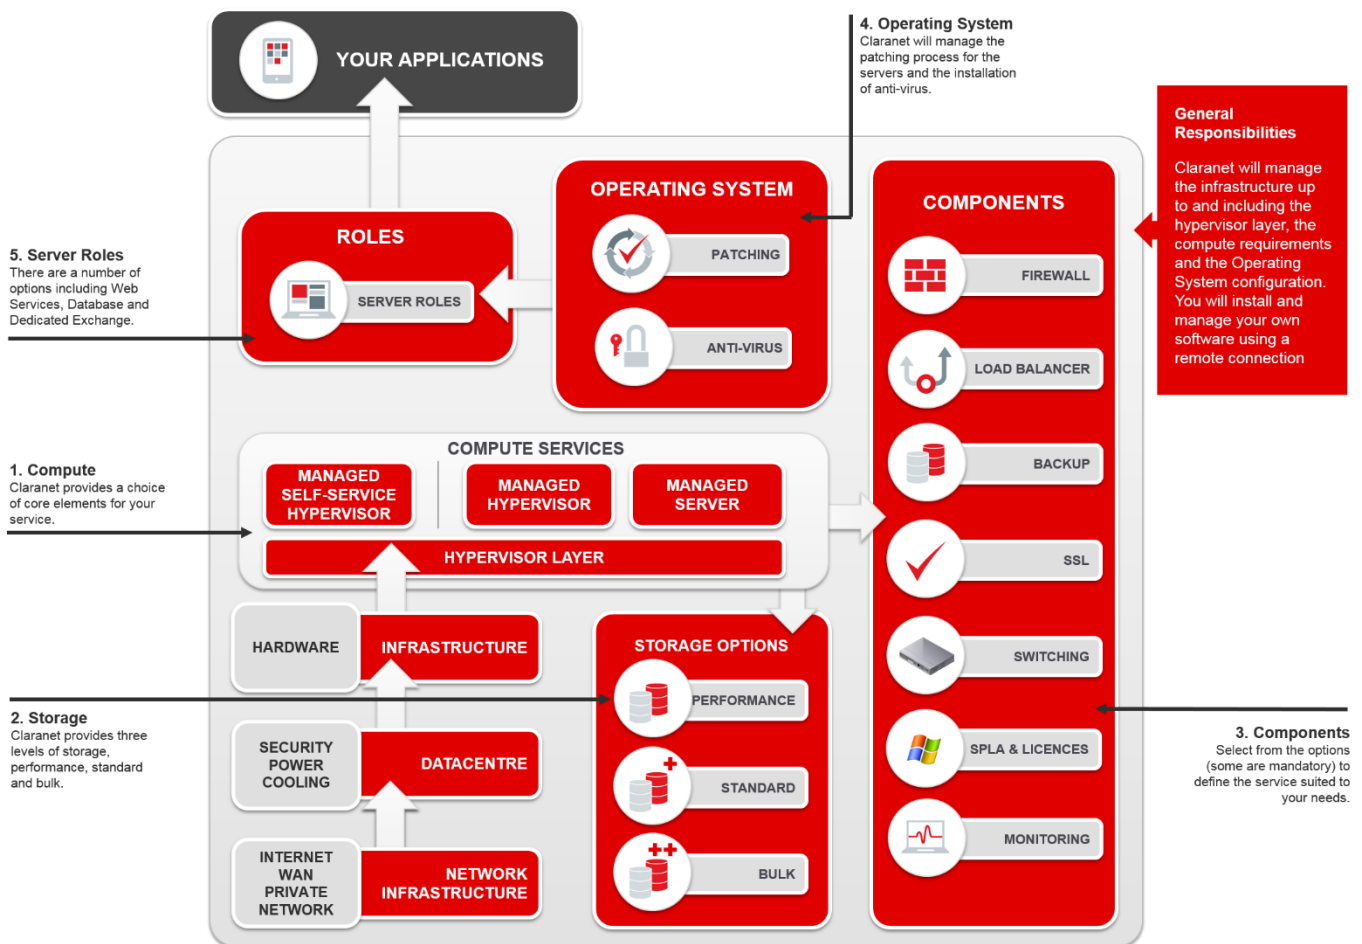 YOUR APPLICATIONS
4. Operating System
Claranet will manage the
patching process for the
servers and the installation
of anti-virus.
General
Responsibilities
Claranet will manage
the infrastructure up
to and including the
hypervisor layer, the
compute requirements
and the Operating
System configuration.
You will install and
manage your own
software using a
remote connection
OPERATING SYSTEM
PATCHING
ANTI-VIRUS
ROLES
SERVER ROLES
5. Server Roles
There are a number of
options including Web
Services, Database and
Dedicated Exchange.
COMPONENTS
FIREWALL
LOAD BALANCER
BACKUP
SSL
SWITCHING
SPLA & LICENCES
MONITORING
1. Compute
Claranet provides a choice
of core elements for your
service.
COMPUTE SERVICES
MANAGED
SELF-SERVICE
HYPERVISOR
MANAGED
HYPERVISOR
MANAGED
SERVER
HYPERVISOR LAYER
HARDWARE
INFRASTRUCTURE
2. Storage
Claranet provides three
levels of storage,
performance, standard
and bulk.
SECURITY
POWER
COOLING
DATACENTRE
INTERNET
WAN
PRIVATE
NETWORK
NETWORK
INFRASTRUCTURE
STORAGE OPTIONS
PERFORMANCE
STANDARD
BULK
3. Components
Select from the options
(some are mandatory) to
define the service suited to
your needs.